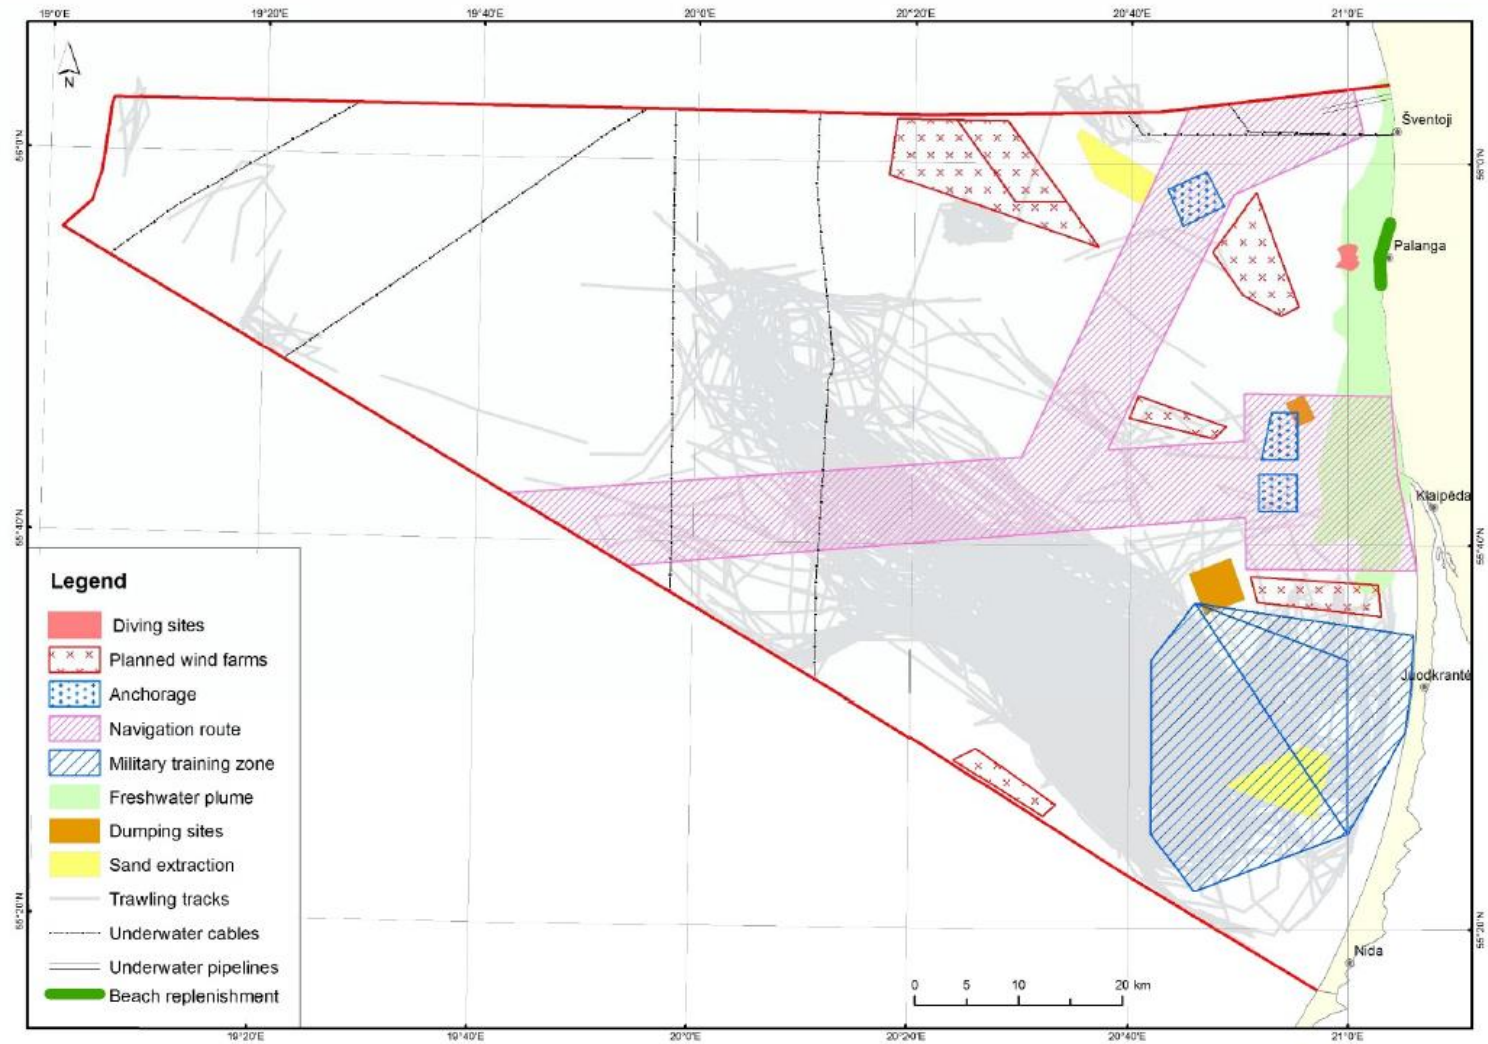 19°0'E 19°20'E 19°40'E 20°0'E 20°20'E 20°40'E 21°0'E
N
Šventoji
56°0'N 56°0'N
Palanga
Klaipėda
55°40'N 55°40'N
Legend
Diving sites
Planned wind farms
Anchorage
Navigation route
Military training zone
Freshwater plume
Dumping sites
Sand extraction
Trawling tracks
Underwater cables
Underwater pipelines
Beach replenishment
Juodkrantė
55°20'N 55°20'N
Nida
0 5 10 20 km
19°20'E 19°40'E 20°0'E 20°20'E 20°40'E 21°0'E